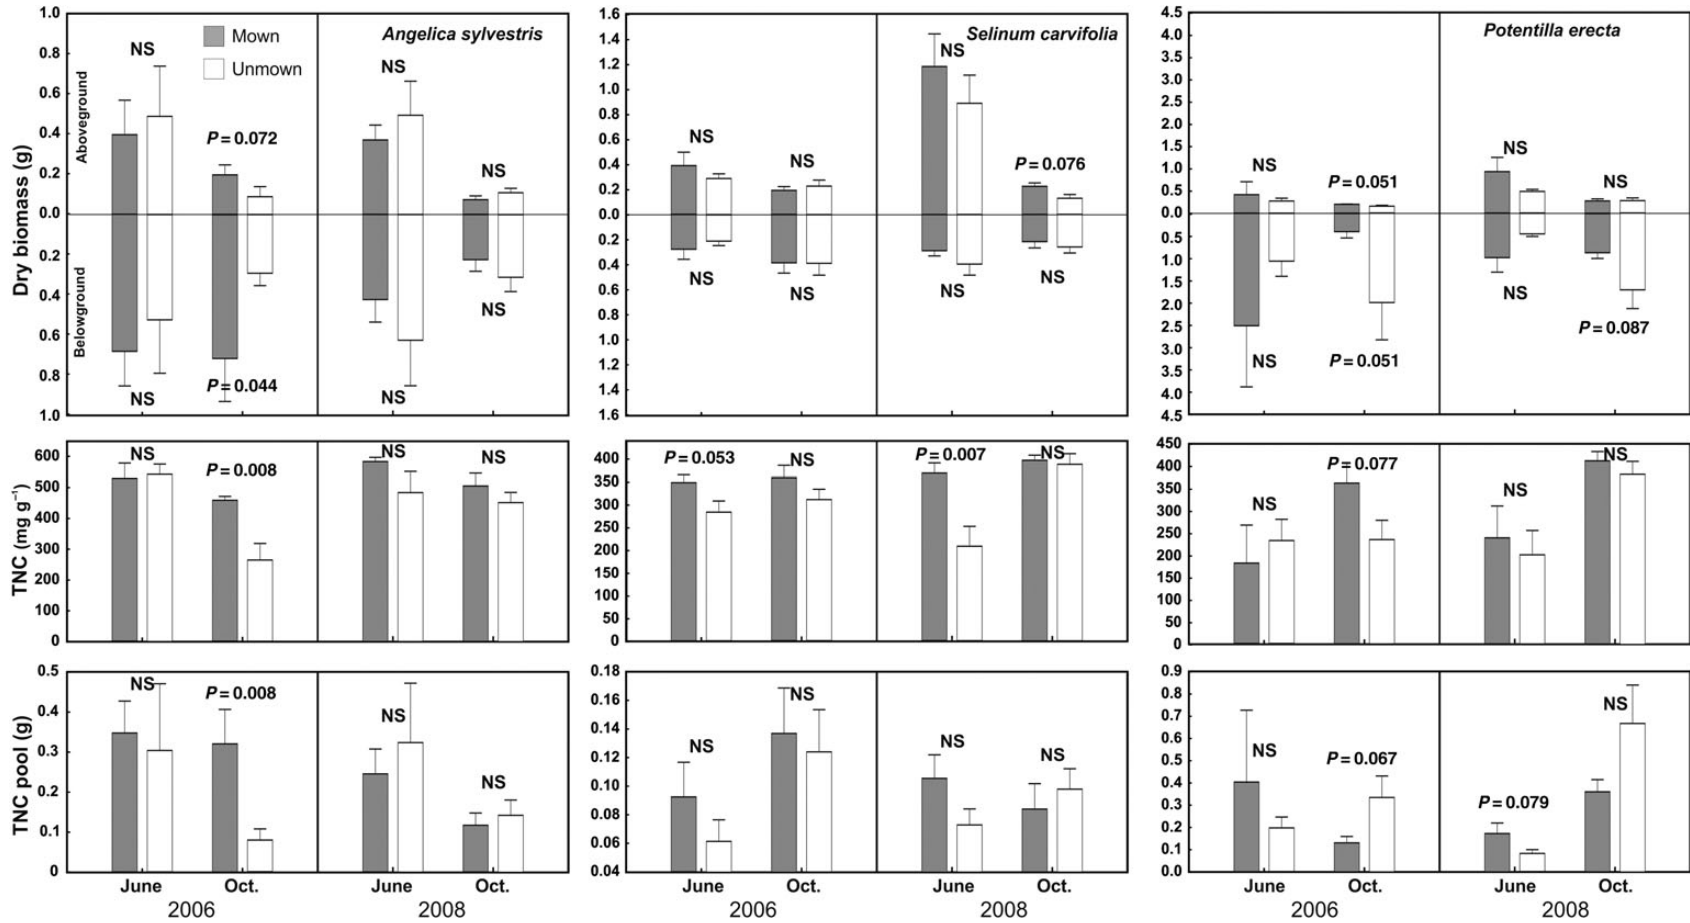 Angelica sylvestris
Mown
Unmown
Dry biomass (g)
Aboveground
Belowground
1.0
0.8
0.6
0.4
0.2
0.0
0.2
0.4
0.6
0.8
1.0
NS
P = 0.072
NS
NS
NS
P = 0.044
NS
NS
Selinum carvifolia
1.6
1.4
1.2
1.0
0.8
0.6
0.4
0.2
0.0
0.2
0.4
0.6
0.8
1.0
1.2
1.4
1.6
NS
NS
NS
P = 0.076
NS
NS
NS
NS
Potentilla erecta
4.5
4.0
3.5
3.0
2.5
2.0
1.5
1.0
0.5
0.0
0.5
1.0
1.5
2.0
2.5
3.0
3.5
4.0
4.5
NS
P = 0.051
NS
NS
NS
P = 0.051
NS
P = 0.087
TNC (mg g⁻¹)
600
500
400
300
200
100
0
NS
P = 0.008
NS
NS
400
350
300
250
200
150
100
50
0
P = 0.053
NS
P = 0.007
NS
450
400
350
300
250
200
150
100
50
0
NS
P = 0.077
NS
NS
TNC pool (g)
0.5
0.4
0.3
0.2
0.1
0
NS
P = 0.008
NS
NS
June
Oct.
June
Oct.
2006
2008
0.18
0.16
0.14
0.12
0.10
0.08
0.06
0.04
NS
NS
NS
NS
June
Oct.
June
Oct.
2006
2008
0.9
0.8
0.7
0.6
0.5
0.4
0.3
0.2
0.1
0.0
NS
P = 0.067
P = 0.079
NS
June
Oct.
June
Oct.
2006
2008